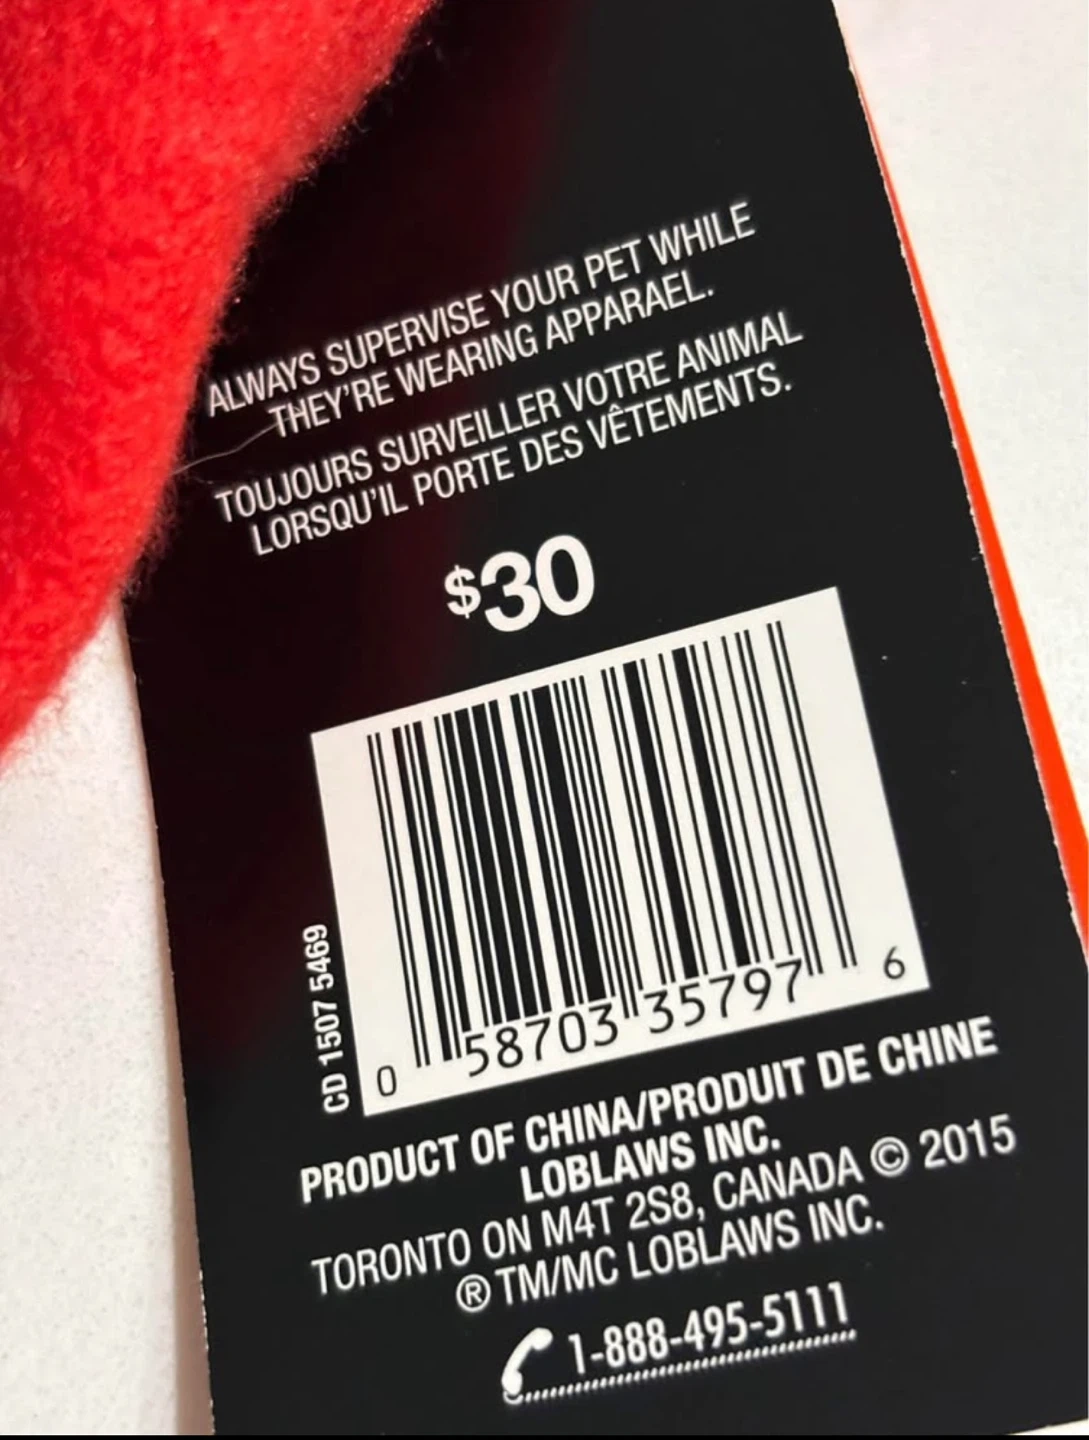 ALWAYS SUPERVISE YOUR PET WHILE
THEY'RE WEARING APPARAEL.
TOUJOURS SURVEILLER VOTRE ANIMAL
LORSQU'IL PORTE DES VÊTEMENTS.
$30
CD 1507 5469
0 58703 35797 6
PRODUCT OF CHINA/PRODUIT DE CHINE
LOBLAWS INC.
TORONTO ON M4T 2S8, CANADA © 2015
® TM/MC LOBLAWS INC.
1-888-495-5111